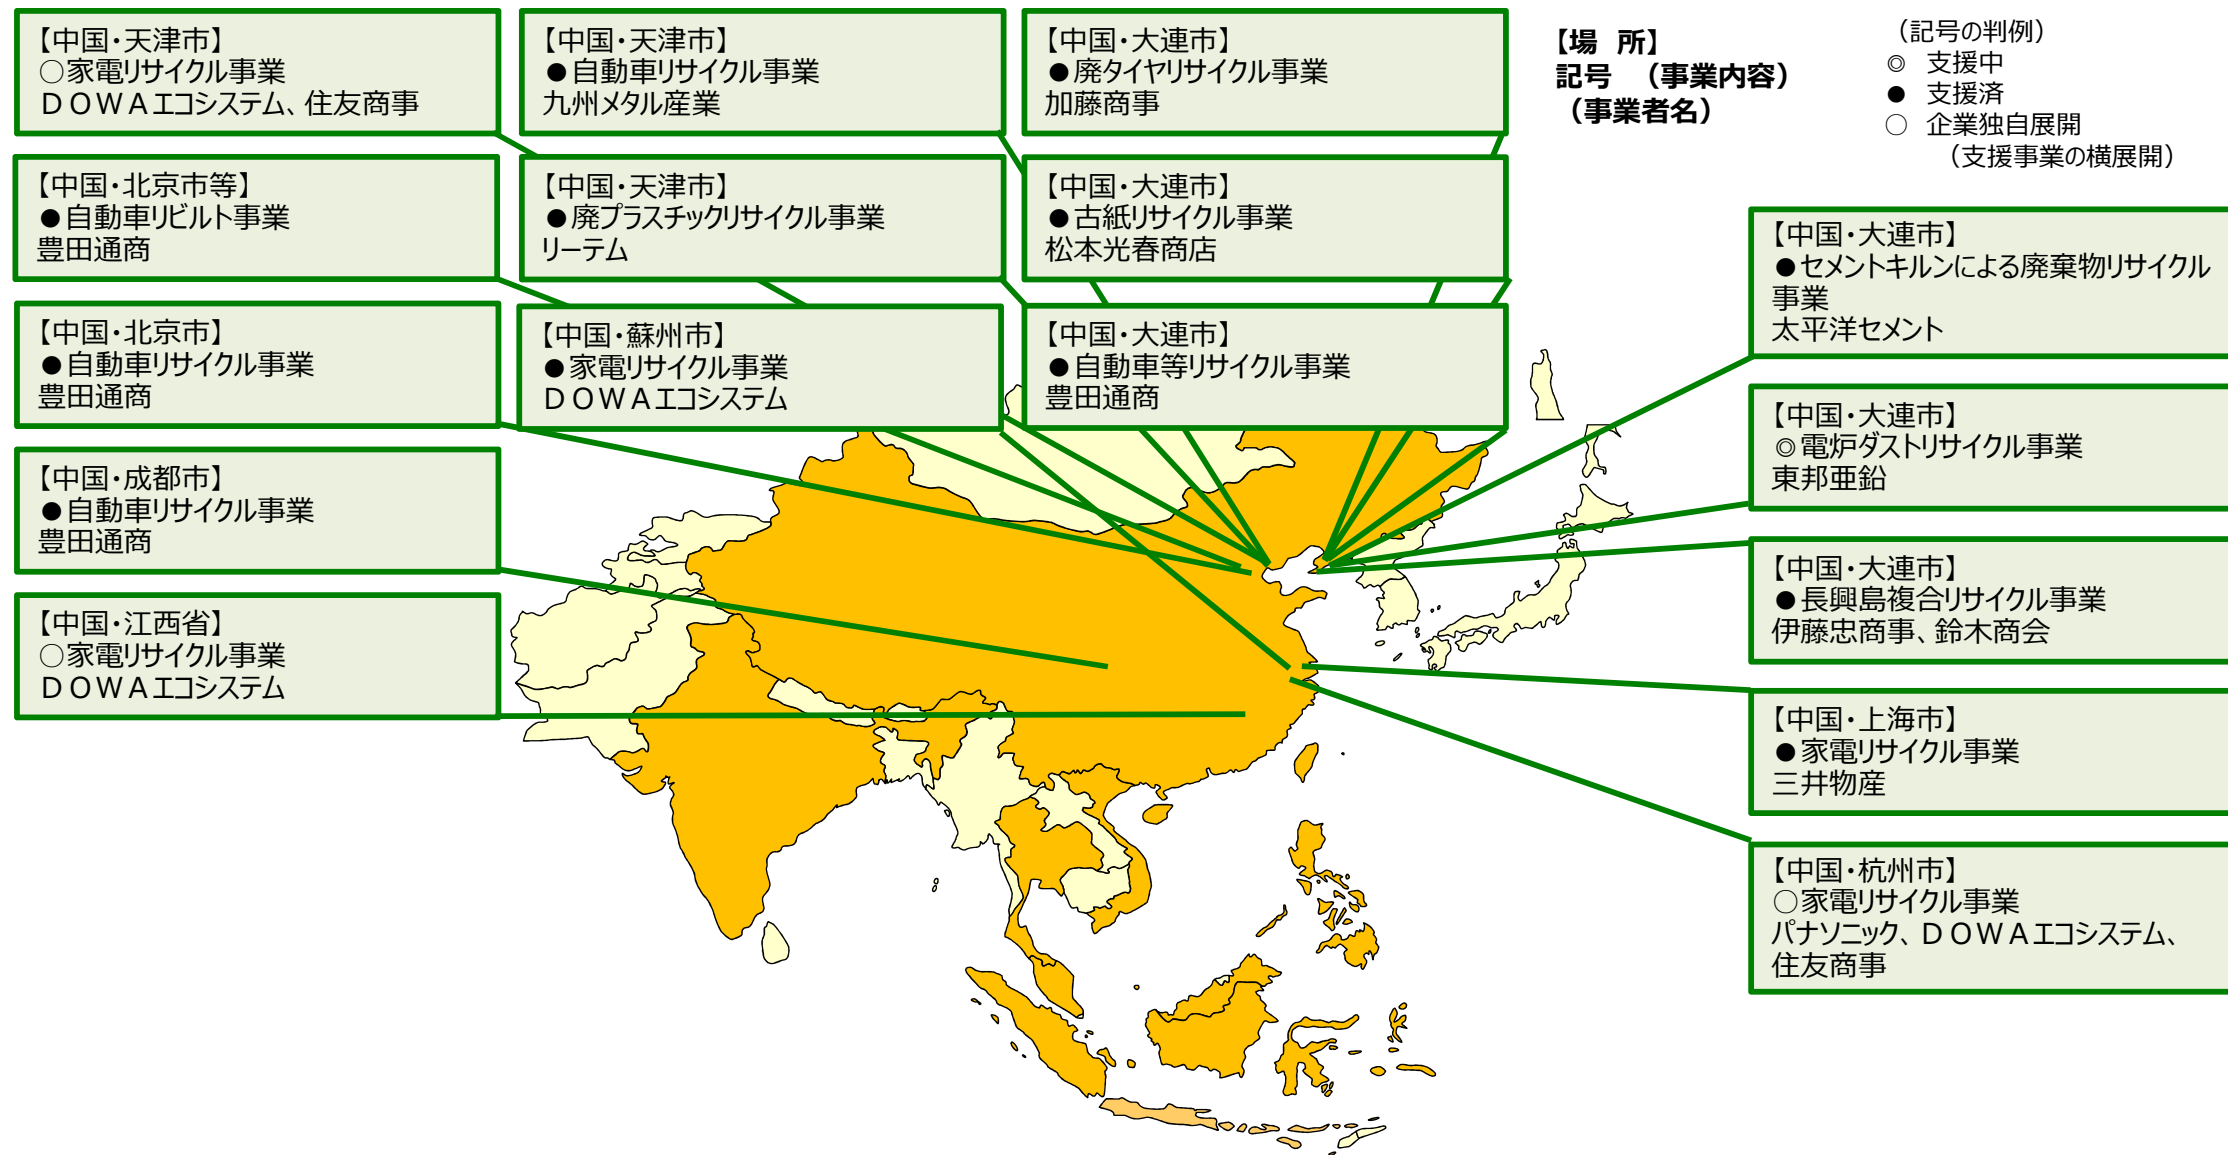 【中国・天津市】
○家電リサイクル事業
ＤＯＷＡエコシステム、住友商事
【中国・天津市】
●自動車リサイクル事業
九州メタル産業
【中国・大連市】
●廃タイヤリサイクル事業
加藤商事
【場　所】
記号　（事業内容）
（事業者名）
（記号の判例）
◎　支援中
●　支援済
○　企業独自展開
（支援事業の横展開）
【中国・北京市等】
●自動車リビルト事業
豊田通商
【中国・天津市】
●廃プラスチックリサイクル事業
リーテム
【中国・大連市】
●古紙リサイクル事業
松本光春商店
【中国・大連市】
●セメントキルンによる廃棄物リサイクル
事業
太平洋セメント
【中国・北京市】
●自動車リサイクル事業
豊田通商
【中国・蘇州市】
●家電リサイクル事業
ＤＯＷＡエコシステム
【中国・大連市】
●自動車等リサイクル事業
豊田通商
【中国・大連市】
◎電炉ダストリサイクル事業
東邦亜鉛
【中国・成都市】
●自動車リサイクル事業
豊田通商
【中国・大連市】
●長興島複合リサイクル事業
伊藤忠商事、鈴木商会
【中国・江西省】
○家電リサイクル事業
ＤＯＷＡエコシステム
【中国・上海市】
●家電リサイクル事業
三井物産
【中国・杭州市】
○家電リサイクル事業
パナソニック、ＤＯＷＡエコシステム、
住友商事